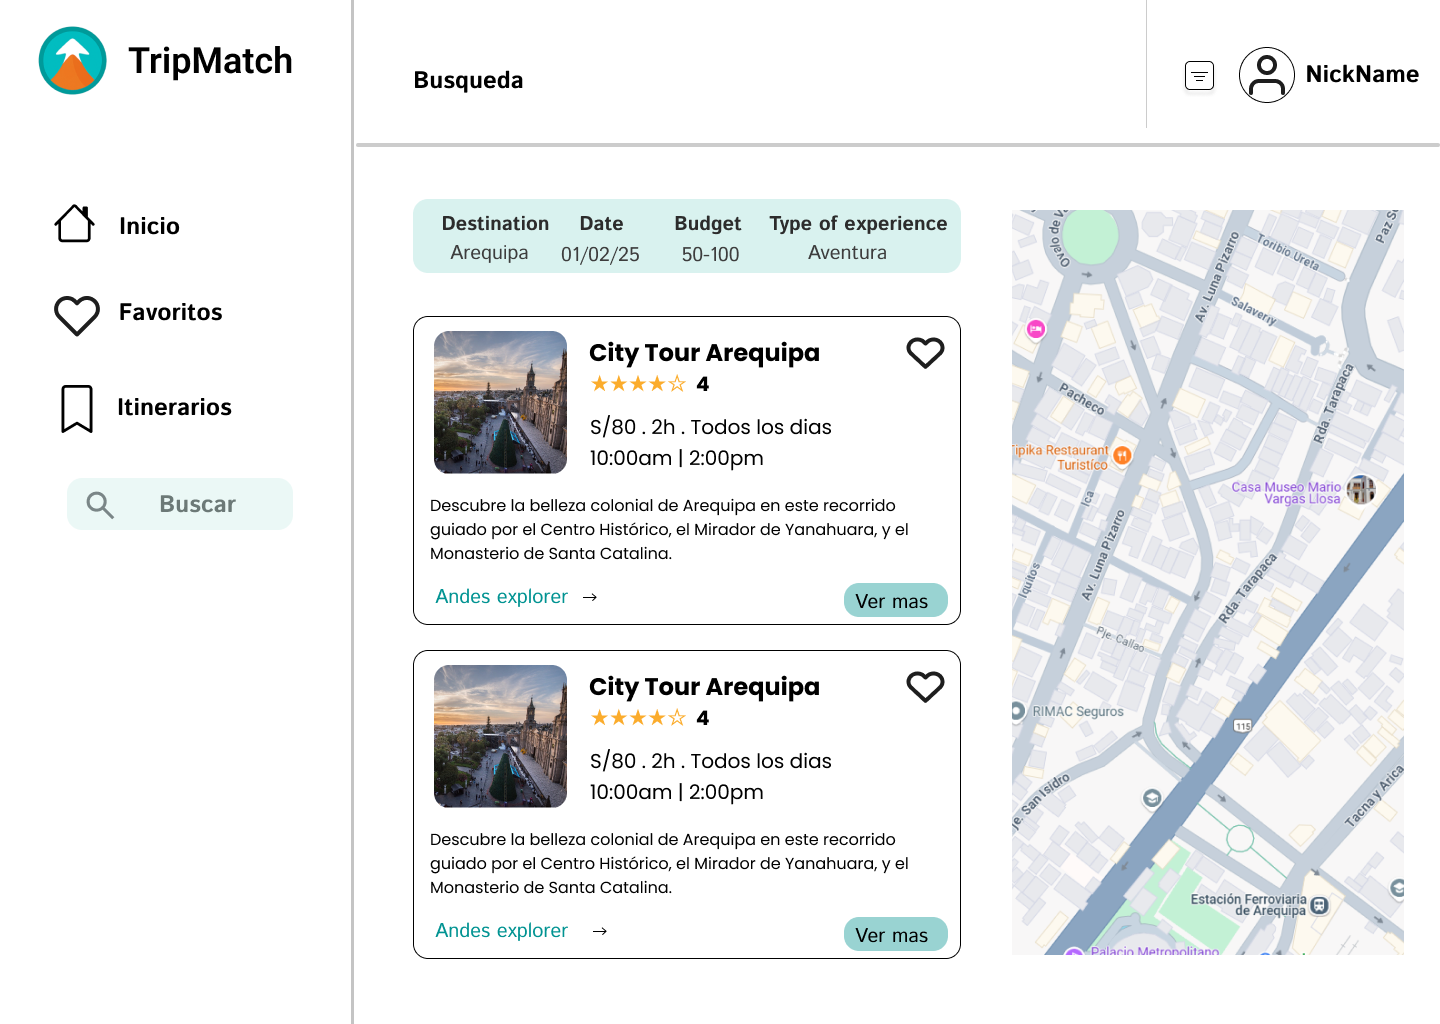 TripMatch
Busqueda
NickName
Inicio
Favoritos
Itinerarios
Buscar
Destination Date Budget Type of experience
Arequipa 01/02/25 50-100 Aventura
City Tour Arequipa
★★★★☆ 4
S/80 . 2h . Todos los dias
10:00am | 2:00pm
Descubre la belleza colonial de Arequipa en este recorrido
guiado por el Centro Histórico, el Mirador de Yanahuara, y el
Monasterio de Santa Catalina.
Andes explorer →
Ver mas
City Tour Arequipa
★★★★☆ 4
S/80 . 2h . Todos los dias
10:00am | 2:00pm
Descubre la belleza colonial de Arequipa en este recorrido
guiado por el Centro Histórico, el Mirador de Yanahuara, y el
Monasterio de Santa Catalina.
Andes explorer →
Ver mas
Ovalo de V
Av. Luna Pizarro
Toribio Ureta
Paz So
Salaverry
Pacheco
Rda. Tarapaca
Tipika Restaurant
Turístico
Casa Museo Mario
Vargas Llosa
Ica
Av. Luna Pizarro
Iquitos
Rda. Tarapaca
Pje. Callao
RIMAC Seguros
115
je. San Isidro
Tacna y Arica
Estación Ferroviaria
de Arequipa
Palacio Metropolitano